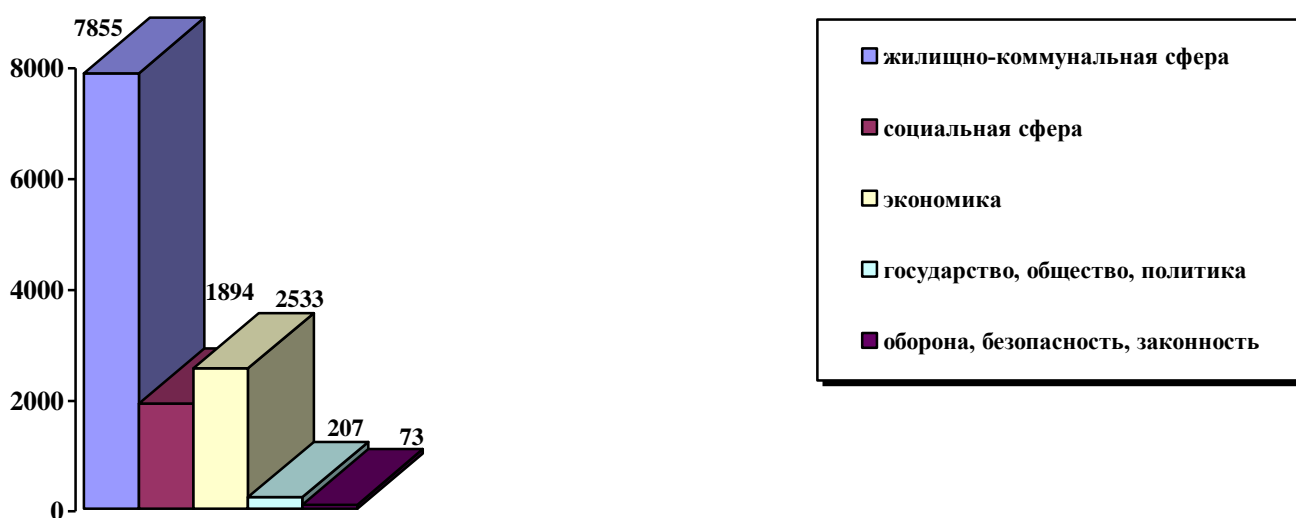 7855
8000
6000
4000
2000
0
1894
2533
207
73
жилищно-коммунальная сфера
социальная сфера
экономика
государство, общество, политика
оборона, безопасность, законность